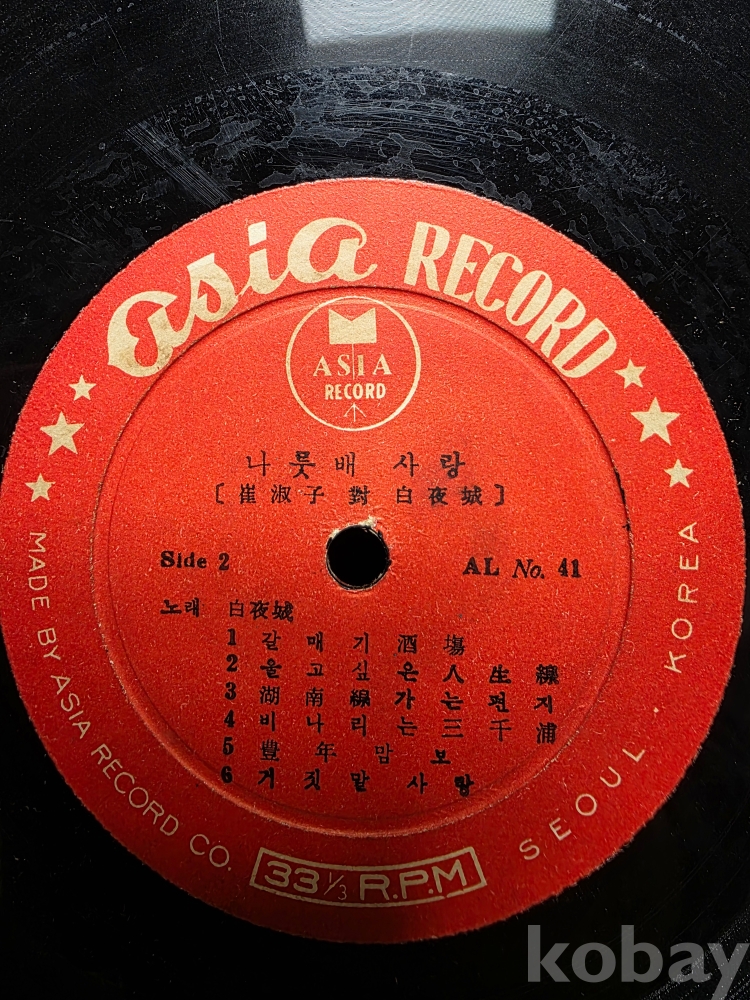 asia RECORD
ASIA
RECORD
나룻배 사랑
[崔淑子 對 白夜城]
Side 2
AL No. 41
노래 白夜城
1 갈매기酒場
2 울고싶은人生線
3 湖南線가는편지
4 비나리는三千浦
5 豊年맘보
6 거짓말사랑
MADE BY ASIA RECORD CO.
33 1/3 R.P.M
SEOUL · KOREA
kobay